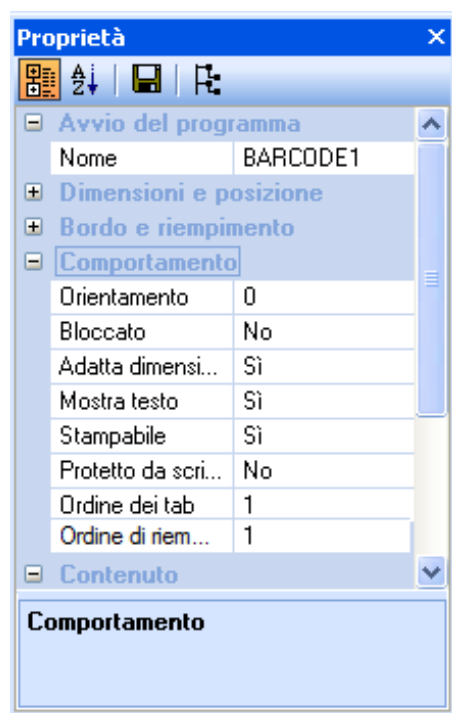 Proprietà
Avvio del programma
Nome BARCODE1
Dimensioni e posizione
Bordo e riempimento
Comportamento
Orientamento 0
Bloccato No
Adatta dimensi... Sì
Mostra testo Sì
Stampabile Sì
Protetto da scri... No
Ordine dei tab 1
Ordine di riem... 1
Contenuto
Comportamento